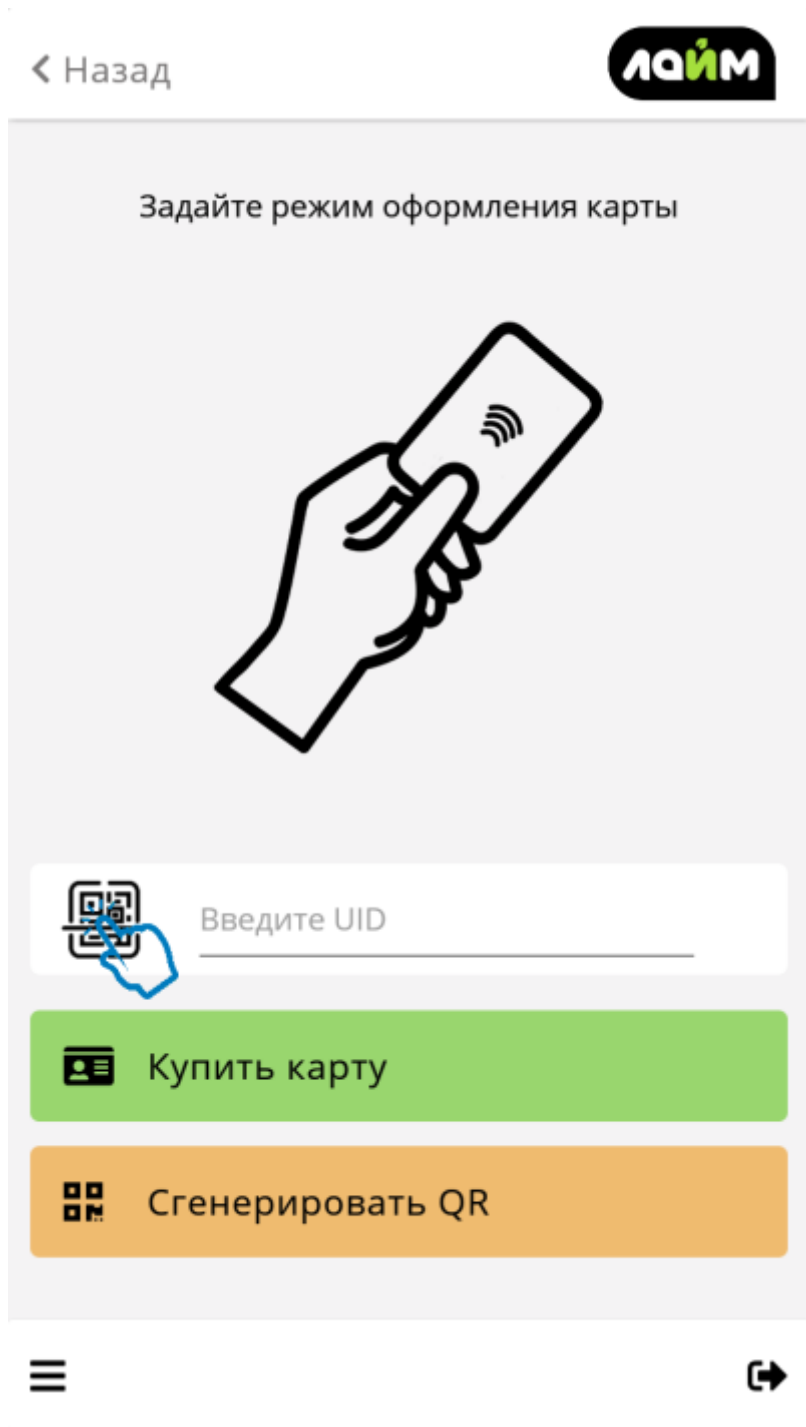 Назад
лайм
Задайте режим оформления карты
Введите UID
Купить карту
Сгенерировать QR